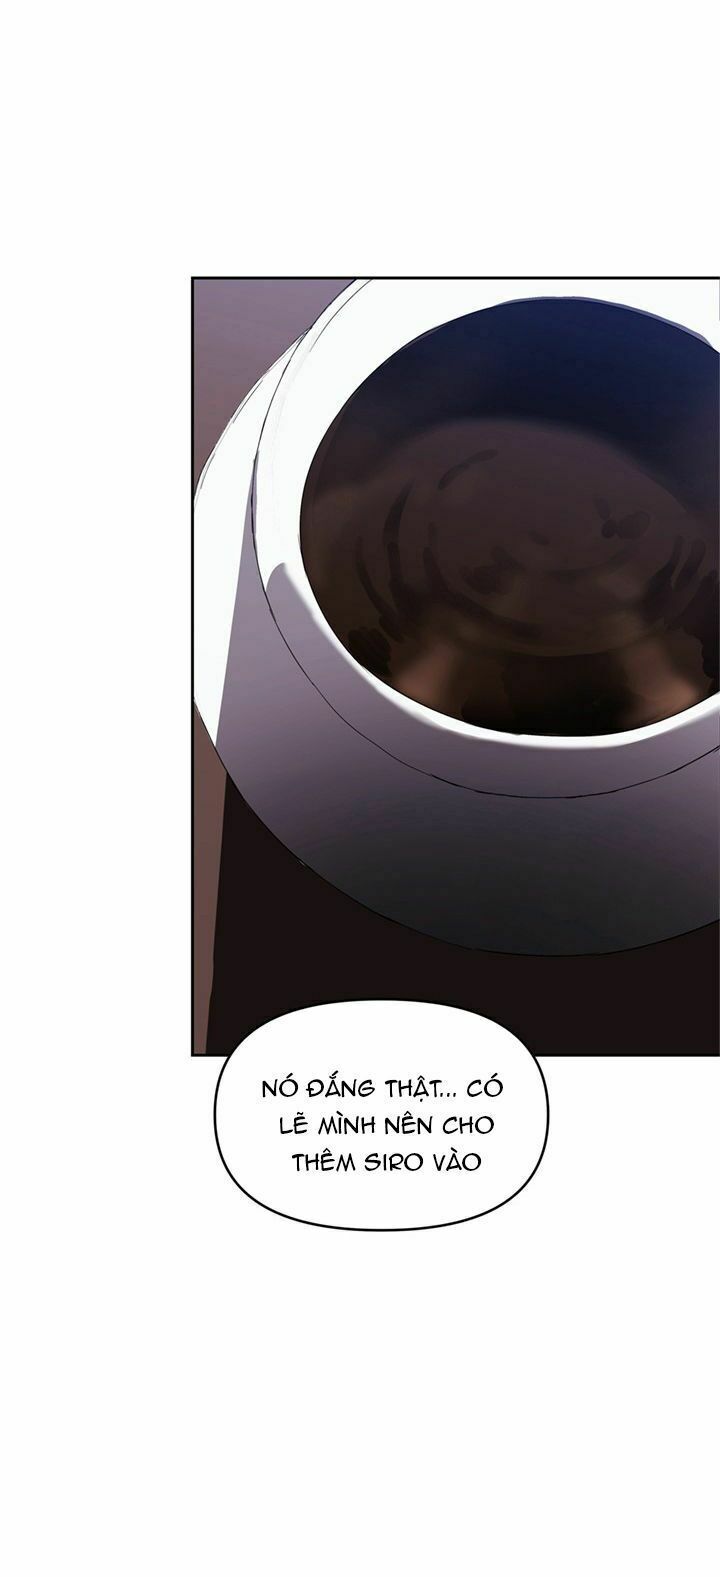 NÓ ĐẮNG THẬT... CÓ
LẼ MÌNH NÊN CHO
THÊM SIRO VÀO